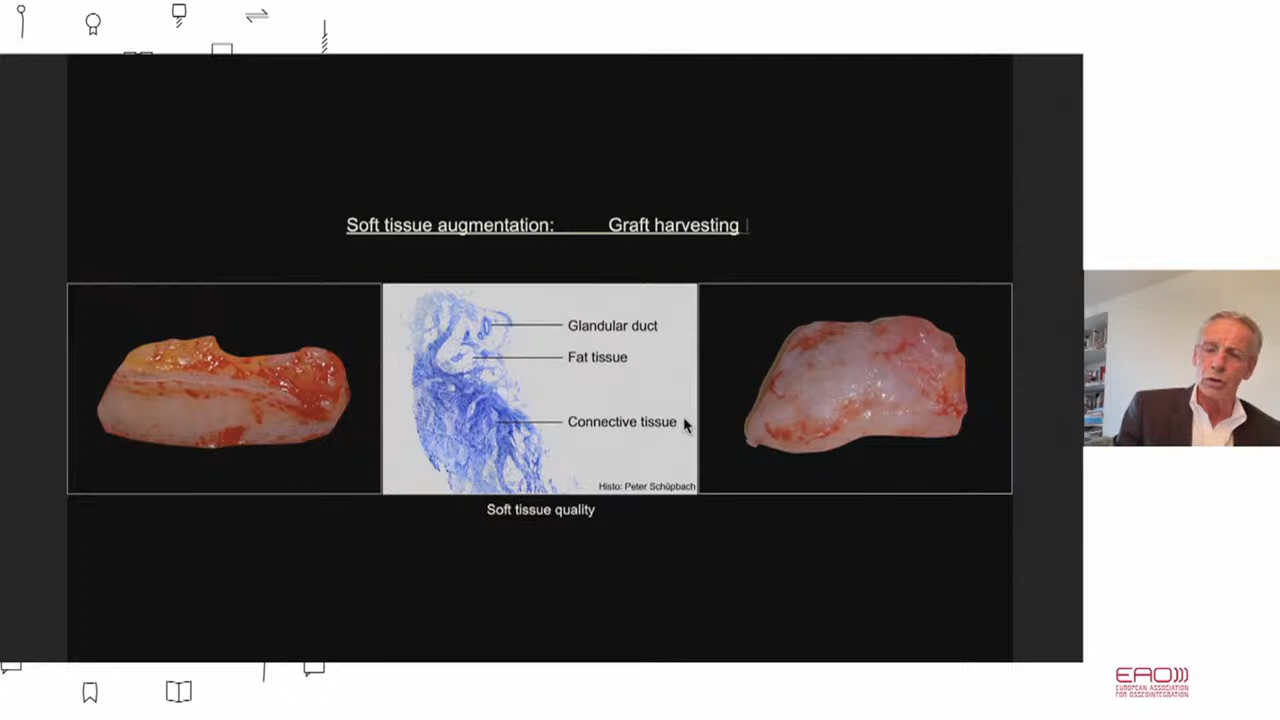 Soft tissue augmentation: Graft harvesting
Glandular duct
Fat tissue
Connective tissue
Histo: Peter Schüpbach
Soft tissue quality
EAO
EUROPEAN ASSOCIATION
FOR OSSEOINTEGRATION